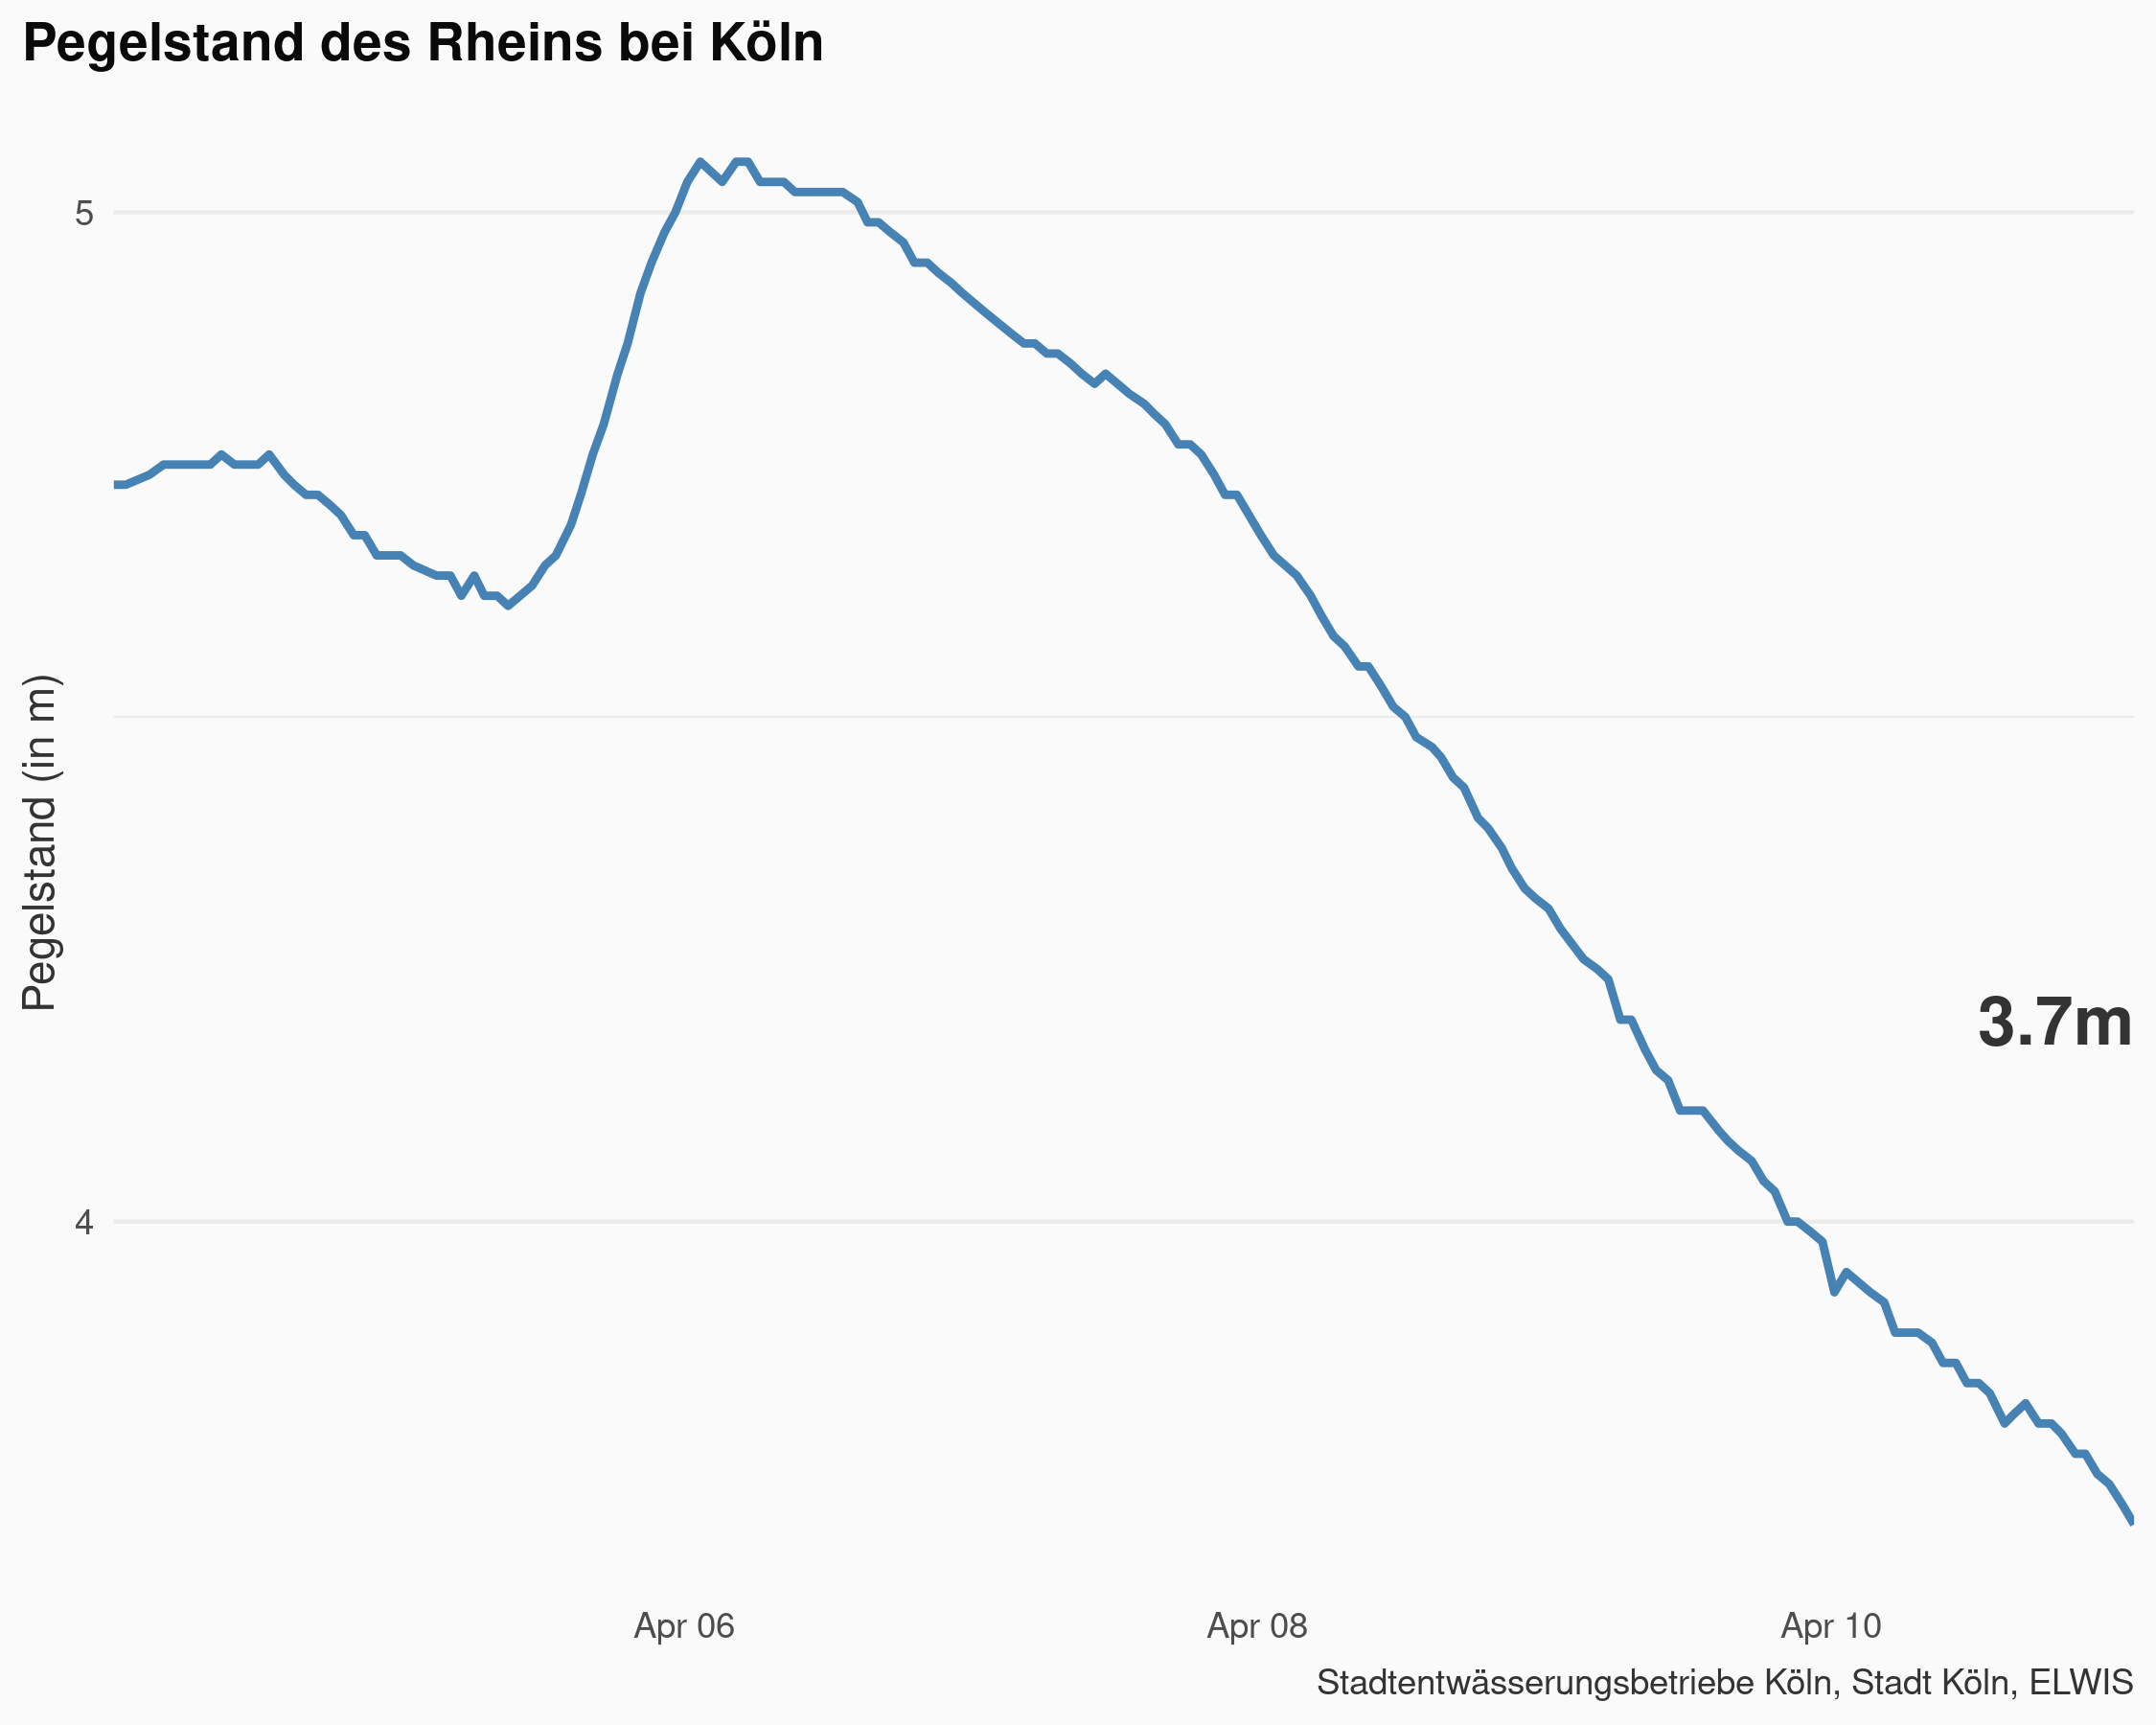 Pegelstand des Rheins bei Köln
Pegelstand (in m)
5
4
3.7m
Apr 06
Apr 08
Apr 10
Stadtentwässerungsbetriebe Köln, Stadt Köln, ELWIS